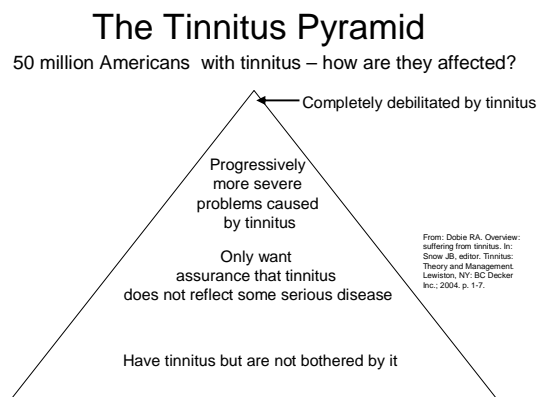 The Tinnitus Pyramid
50 million Americans with tinnitus – how are they affected?
Completely debilitated by tinnitus
Progressively
more severe
problems caused
by tinnitus
Only want
assurance that tinnitus
does not reflect some serious disease
From: Dobie RA. Overview:
suffering from tinnitus. In:
Snow JB, editor. Tinnitus:
Theory and Management.
Lewiston, NY: BC Decker
Inc.; 2004. p. 1-7.
Have tinnitus but are not bothered by it